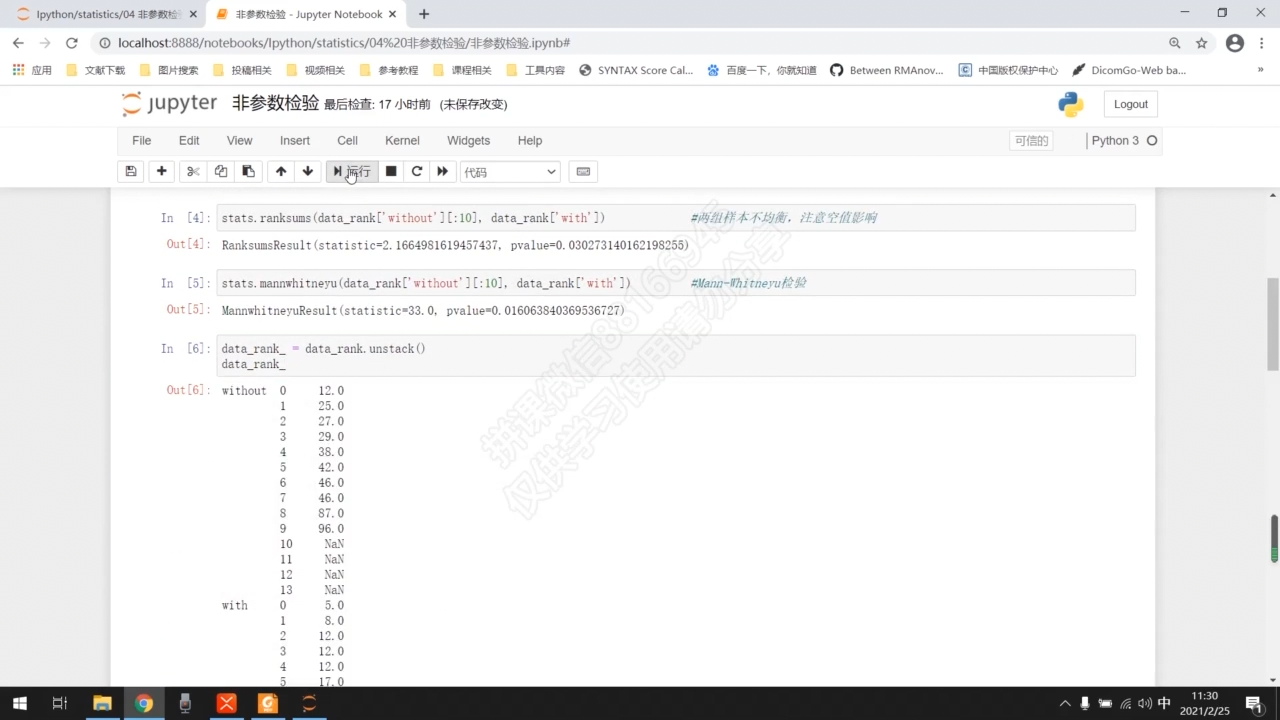 Ipython/statistics/04 非参数检
非参数检验 - Jupyter Notebook
localhost:8888/notebooks/Ipython/statistics/04%20非参数检验/非参数检验.ipynb#
应用 文献下载 图片搜索 投稿相关 视频相关 参考教程 课程相关 工具内容 SYNTAX Score Cal... 百度一下，你就知道 Between RMAnov... 中国版权保护中心 DicomGo-Web ba... »
jupyter 非参数检验 最后检查: 17 小时前 (未保存改变) Logout
File Edit View Insert Cell Kernel Widgets Help 可信的 Python 3
运行 代码
In [4]: stats.ranksums(data_rank['without'][:10], data_rank['with']) #两组样本不均衡，注意空值影响
Out[4]: RanksumsResult(statistic=2.1664981619457437, pvalue=0.030273140162198255)
In [5]: stats.mannwhitneyu(data_rank['without'][:10], data_rank['with']) #Mann-Whitneyu检验
Out[5]: MannwhitneyuResult(statistic=33.0, pvalue=0.016063840369536727)
In [6]: data_rank_ = data_rank.unstack()
data_rank_
Out[6]: without 0 12.0
1 25.0
2 27.0
3 29.0
4 38.0
5 42.0
6 46.0
7 46.0
8 87.0
9 96.0
10 NaN
11 NaN
12 NaN
13 NaN
with 0 5.0
1 8.0
2 12.0
3 12.0
4 12.0
5 17.0
拼课微信88166945
仅供学习使用请勿分享
中
11:30
2021/2/25
1